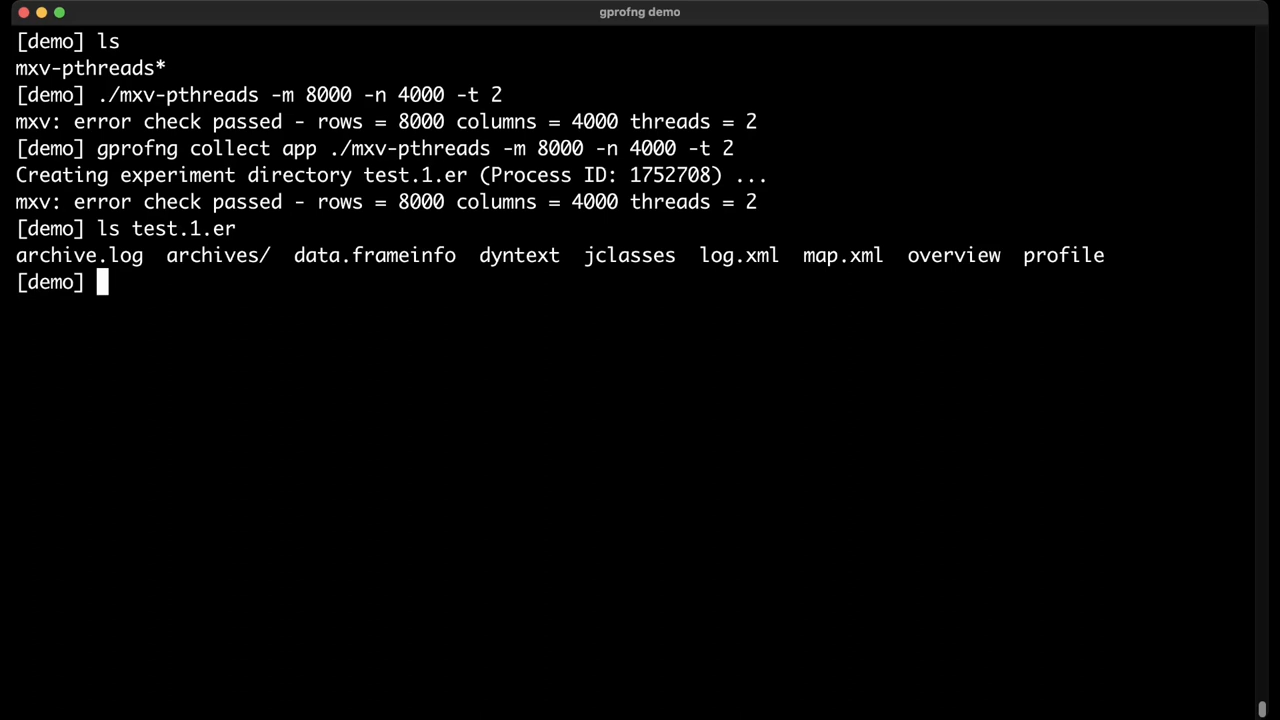 gprofng demo
[demo] ls
mxv-pthreads*
[demo] ./mxv-pthreads -m 8000 -n 4000 -t 2
mxv: error check passed - rows = 8000 columns = 4000 threads = 2
[demo] gprofng collect app ./mxv-pthreads -m 8000 -n 4000 -t 2
Creating experiment directory test.1.er (Process ID: 1752708) ...
mxv: error check passed - rows = 8000 columns = 4000 threads = 2
[demo] ls test.1.er
archive.log  archives/  data.frameinfo  dyntext  jclasses  log.xml  map.xml  overview  profile
[demo]